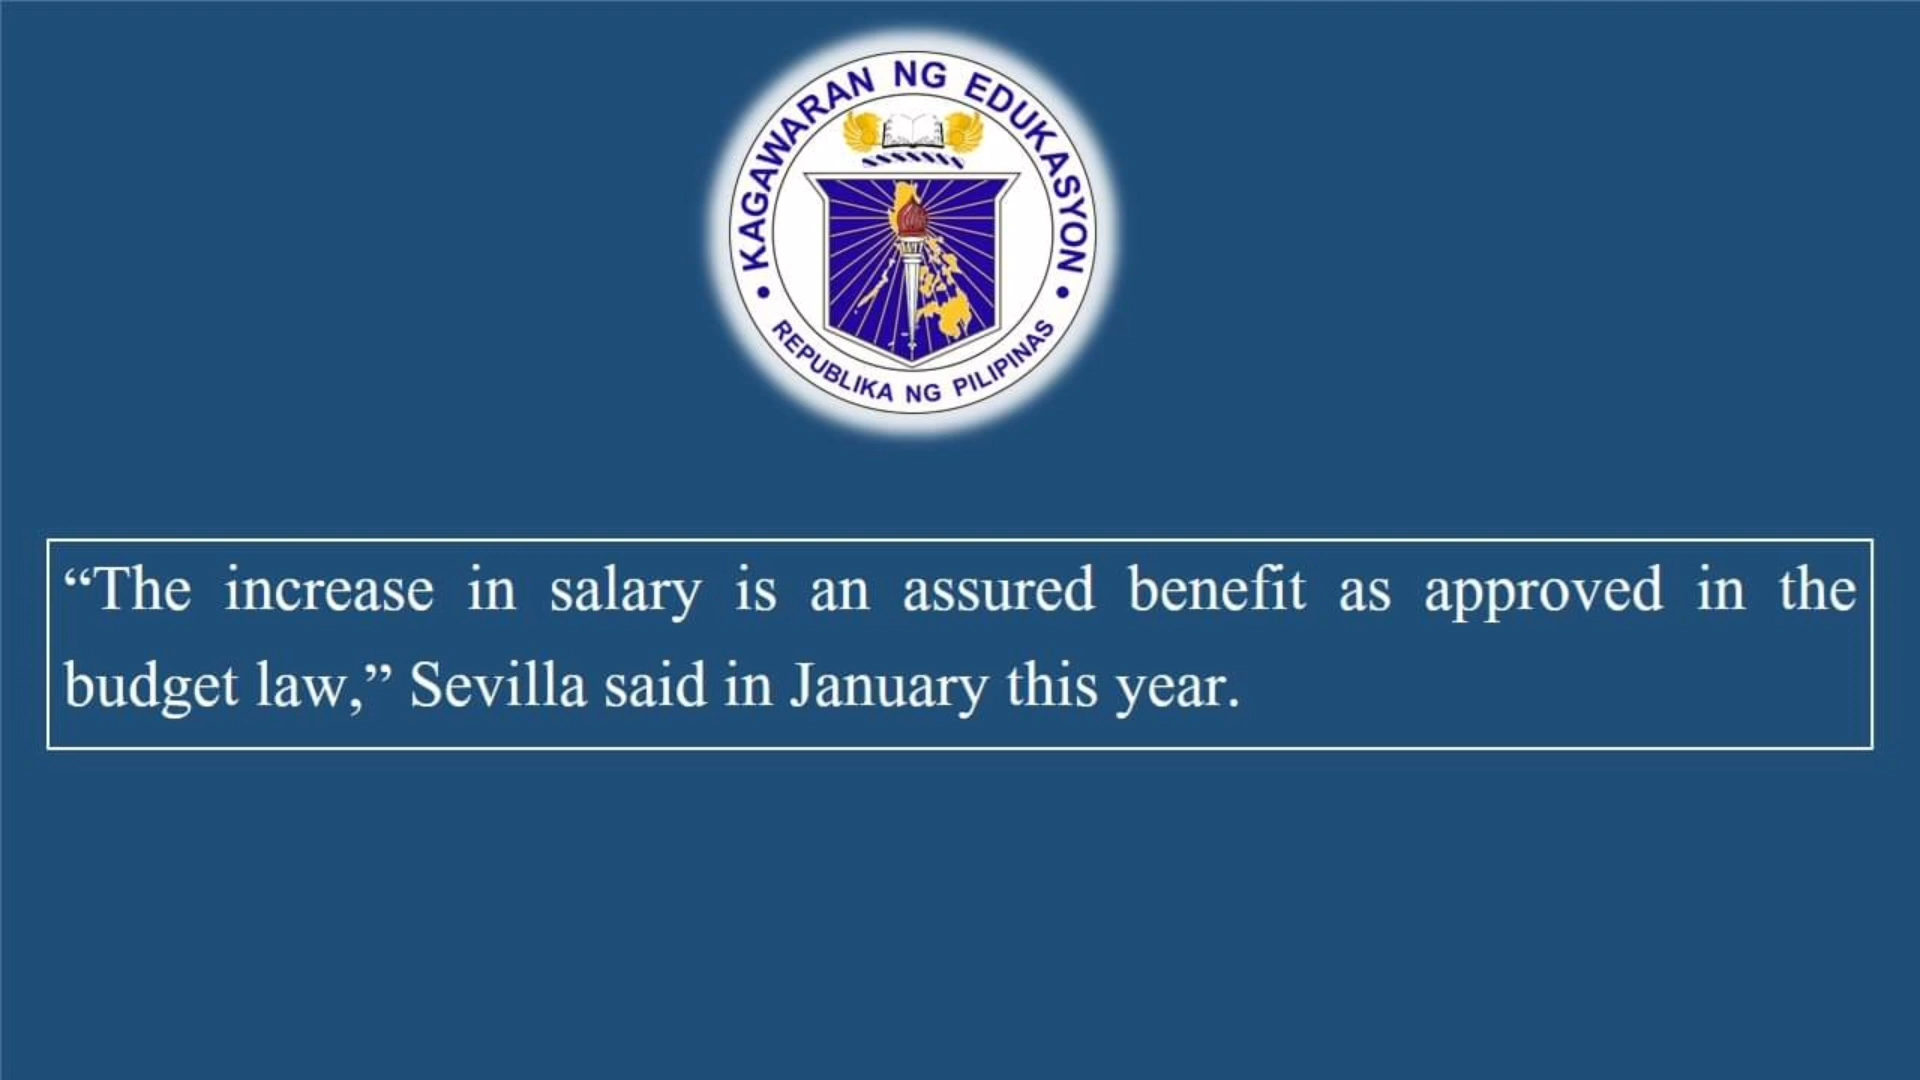 KAGAWARAN NG EDUKASYON
REPUBLIKA NG PILIPINAS
“The increase in salary is an assured benefit as approved in the
budget law,” Sevilla said in January this year.